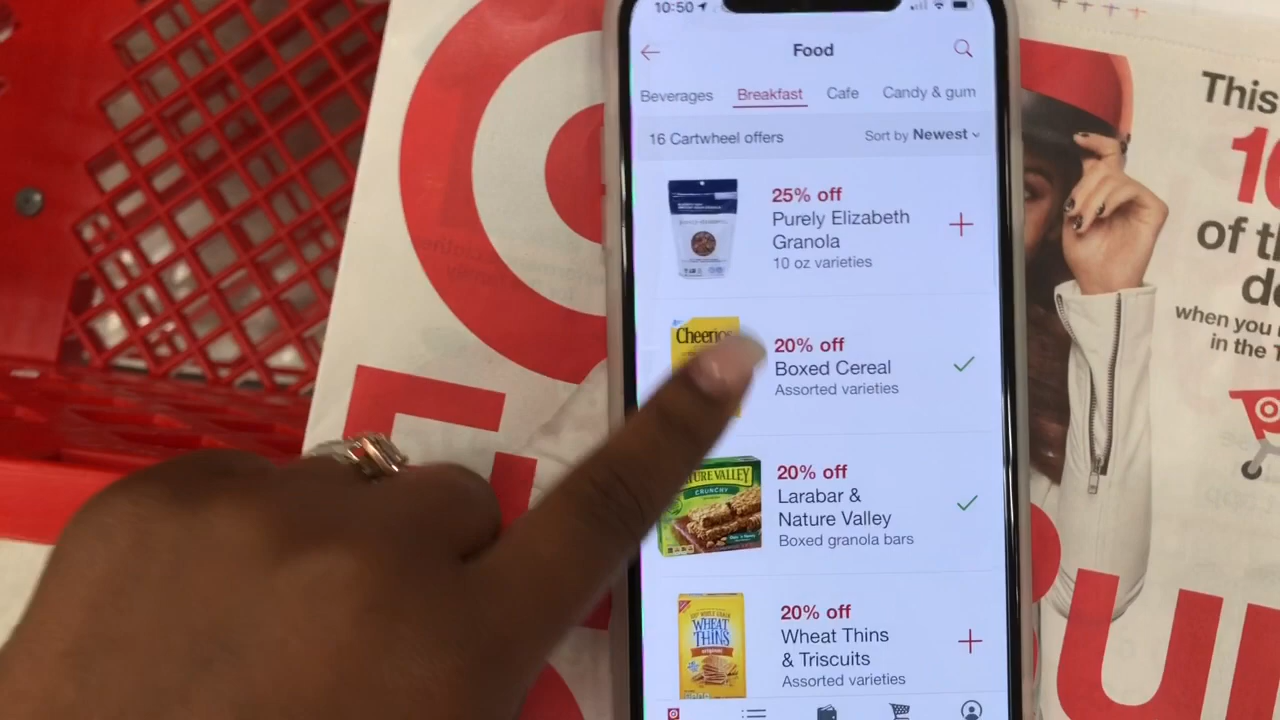 10:50
Food
Beverages Breakfast Cafe Candy & gum
16 Cartwheel offers Sort by Newest
25% off
Purely Elizabeth
Granola
10 oz varieties
Cheerios
20% off
Boxed Cereal
Assorted varieties
NATURE VALLEY
CRUNCHY
20% off
Larabar &
Nature Valley
Boxed granola bars
WHEAT
THINS
original
20% off
Wheat Thins
& Triscuits
Assorted varieties
This
of
when you
in the